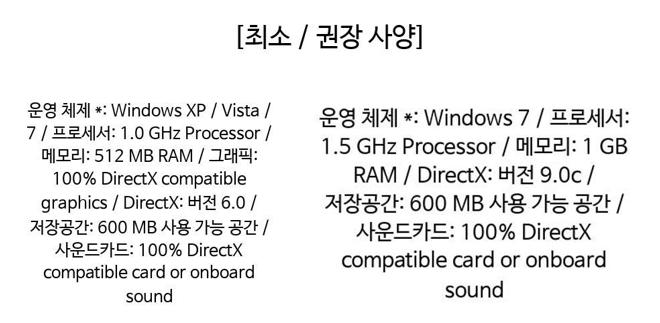 [최소 / 권장 사양]
운영 체제 *: Windows XP / Vista /
7 / 프로세서: 1.0 GHz Processor /
메모리: 512 MB RAM / 그래픽:
100% DirectX compatible
graphics / DirectX: 버전 6.0 /
저장공간: 600 MB 사용 가능 공간 /
사운드카드: 100% DirectX
compatible card or onboard
sound
운영 체제 *: Windows 7 / 프로세서:
1.5 GHz Processor / 메모리: 1 GB
RAM / DirectX: 버전 9.0c /
저장공간: 600 MB 사용 가능 공간 /
사운드카드: 100% DirectX
compatible card or onboard
sound